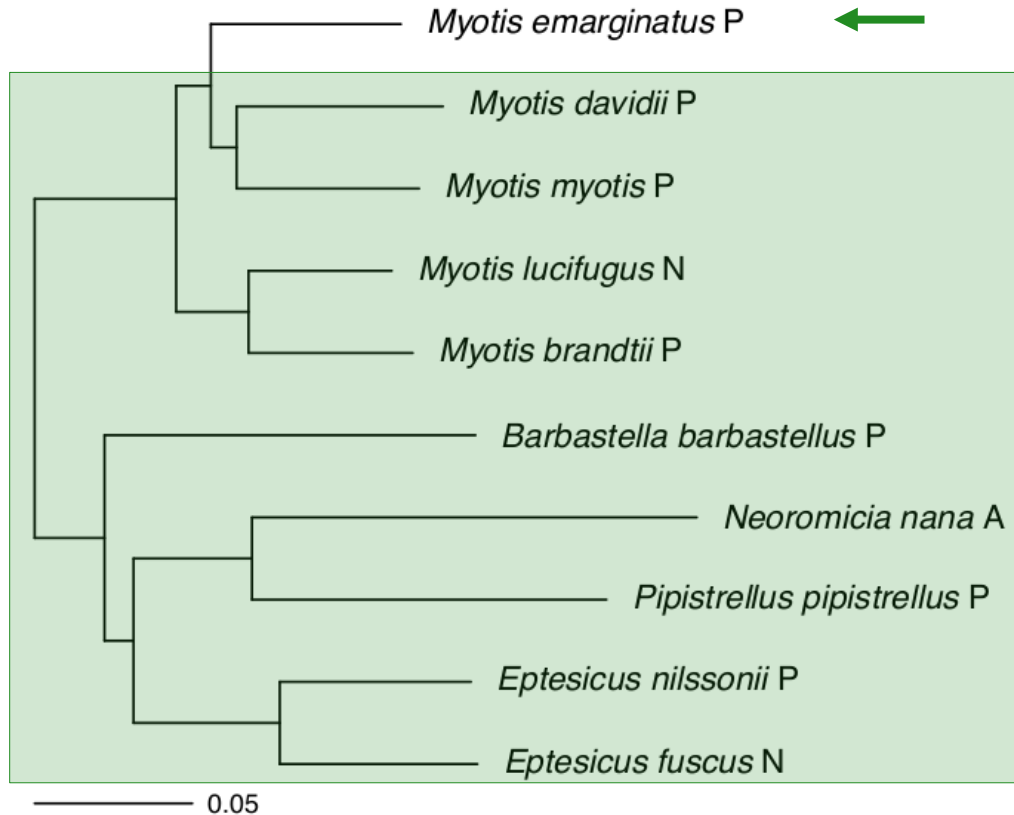 Myotis emarginatus P
Myotis davidii P
Myotis myotis P
Myotis lucifugus N
Myotis brandtii P
Barbastella barbastellus P
Neoromicia nana A
Pipistrellus pipistrellus P
Eptesicus nilssonii P
Eptesicus fuscus N
0.05